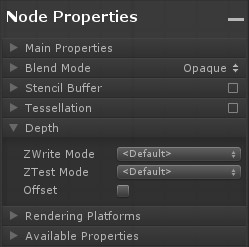 Node Properties
Main Properties
Blend Mode Opaque
Stencil Buffer
Tessellation
Depth
ZWrite Mode <Default>
ZTest Mode <Default>
Offset
Rendering Platforms
Available Properties